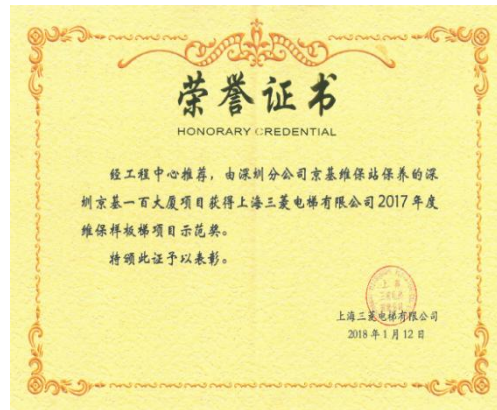 荣誉证书
HONORARY CREDENTIAL
经工程中心推荐，由深圳分公司京基维保站保养的深
圳京基一百大厦项目获得上海三菱电梯有限公司2017年度
维保样板梯项目示范奖。
特颁此证予以表彰。
上海三菱电梯有限公司
2018年1月12日